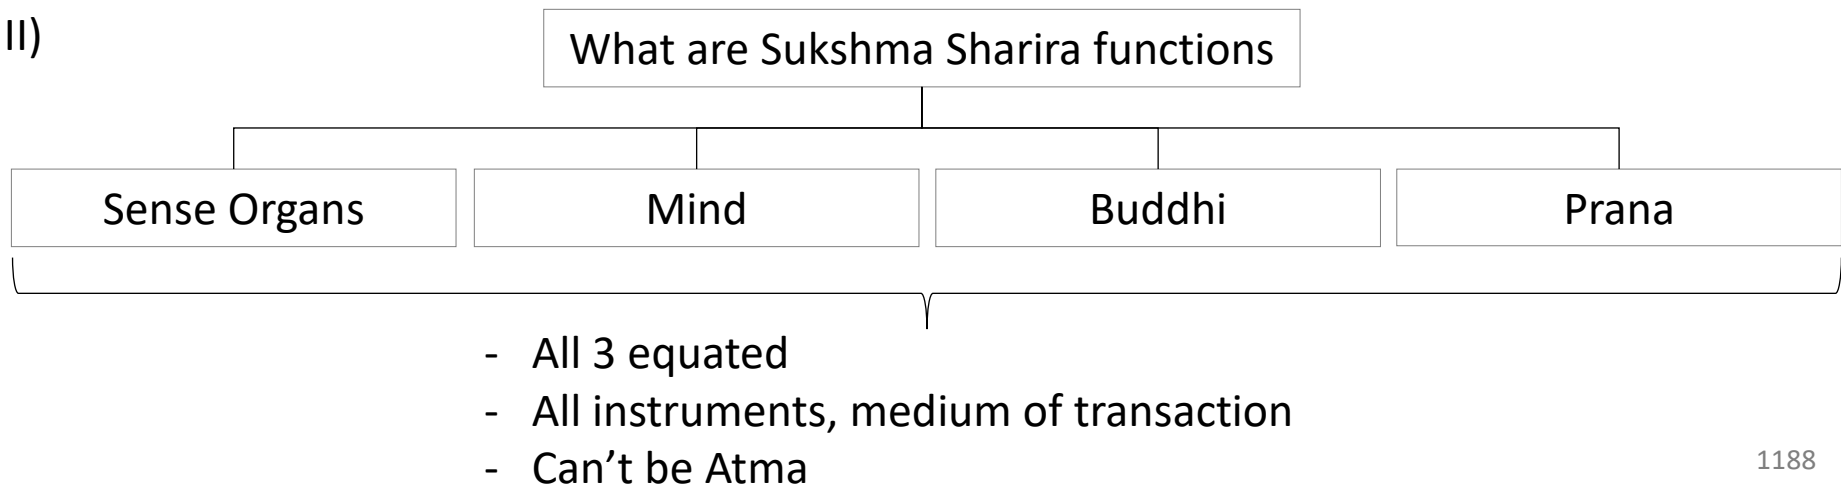 II)
What are Sukshma Sharira functions
Sense Organs
Mind
Buddhi
Prana
- All 3 equated
- All instruments, medium of transaction
- Can’t be Atma
1188